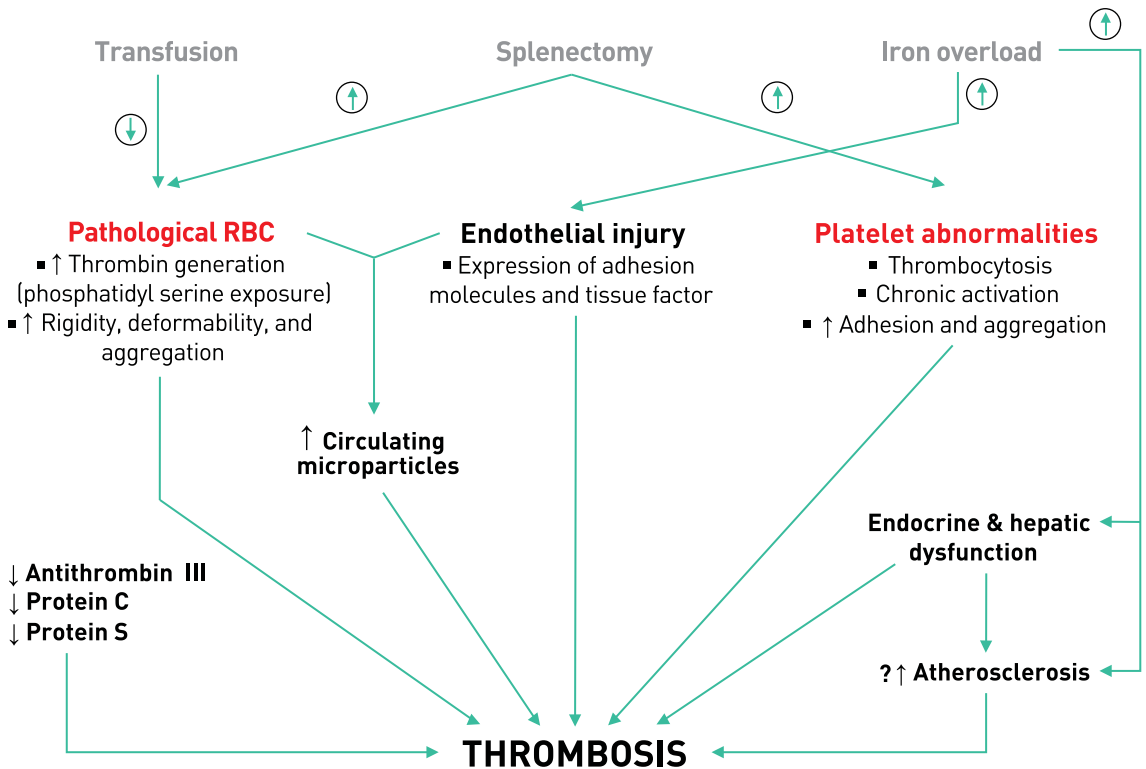 Transfusion
Splenectomy
Iron overload
Pathological RBC
▪ ↑ Thrombin generation
(phosphatidyl serine exposure)
▪ ↑ Rigidity, deformability, and
aggregation
Endothelial injury
▪ Expression of adhesion
molecules and tissue factor
Platelet abnormalities
▪ Thrombocytosis
▪ Chronic activation
▪ ↑ Adhesion and aggregation
↑ Circulating
microparticles
Endocrine & hepatic
dysfunction
↓ Antithrombin III
↓ Protein C
↓ Protein S
? ↑ Atherosclerosis
THROMBOSIS